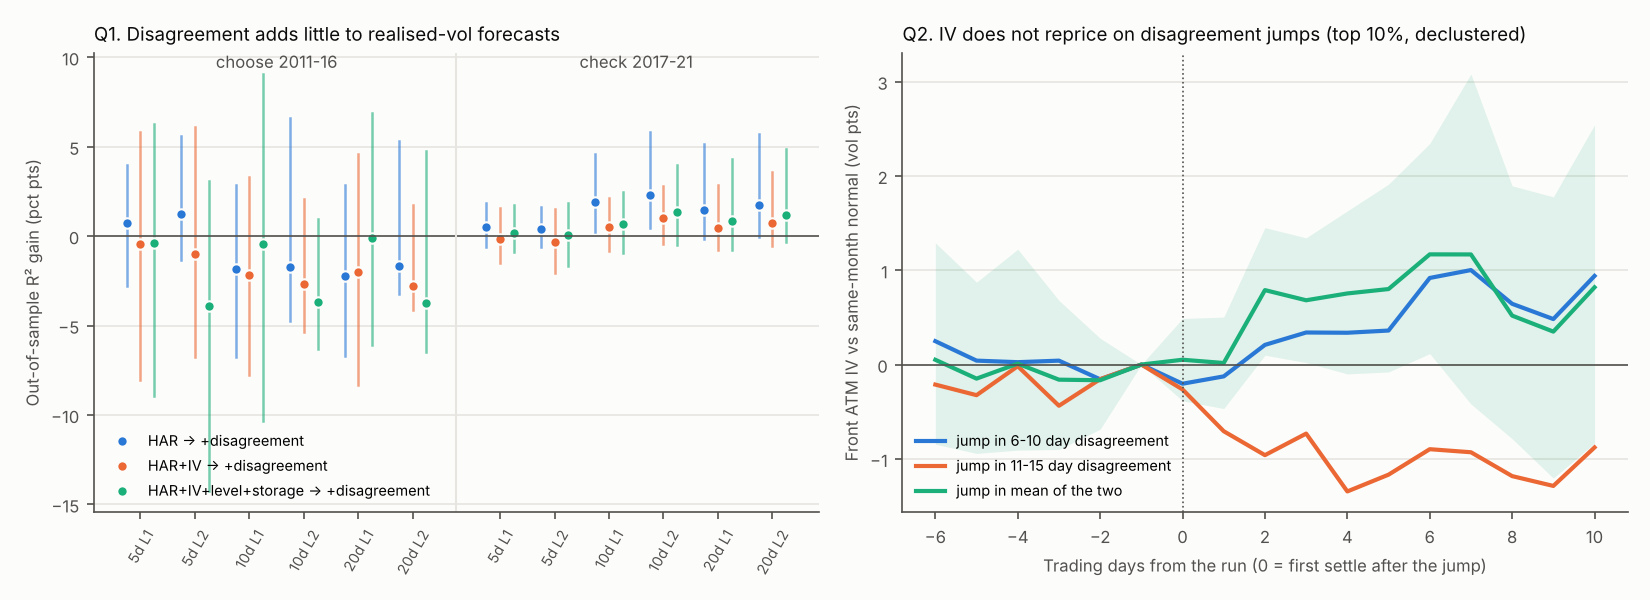 Q1. Disagreement adds little to realised-vol forecasts
choose 2011-16
check 2017-21
Out-of-sample R² gain (pct pts)
10
5
0
−5
−10
−15
HAR → +disagreement
HAR+IV → +disagreement
HAR+IV+level+storage → +disagreement
5d L1
5d L2
10d L1
10d L2
20d L1
20d L2
5d L1
5d L2
10d L1
10d L2
20d L1
20d L2
Q2. IV does not reprice on disagreement jumps (top 10%, declustered)
Front ATM IV vs same-month normal (vol pts)
3
2
1
0
−1
jump in 6-10 day disagreement
jump in 11-15 day disagreement
jump in mean of the two
−6
−4
−2
0
2
4
6
8
10
Trading days from the run (0 = first settle after the jump)